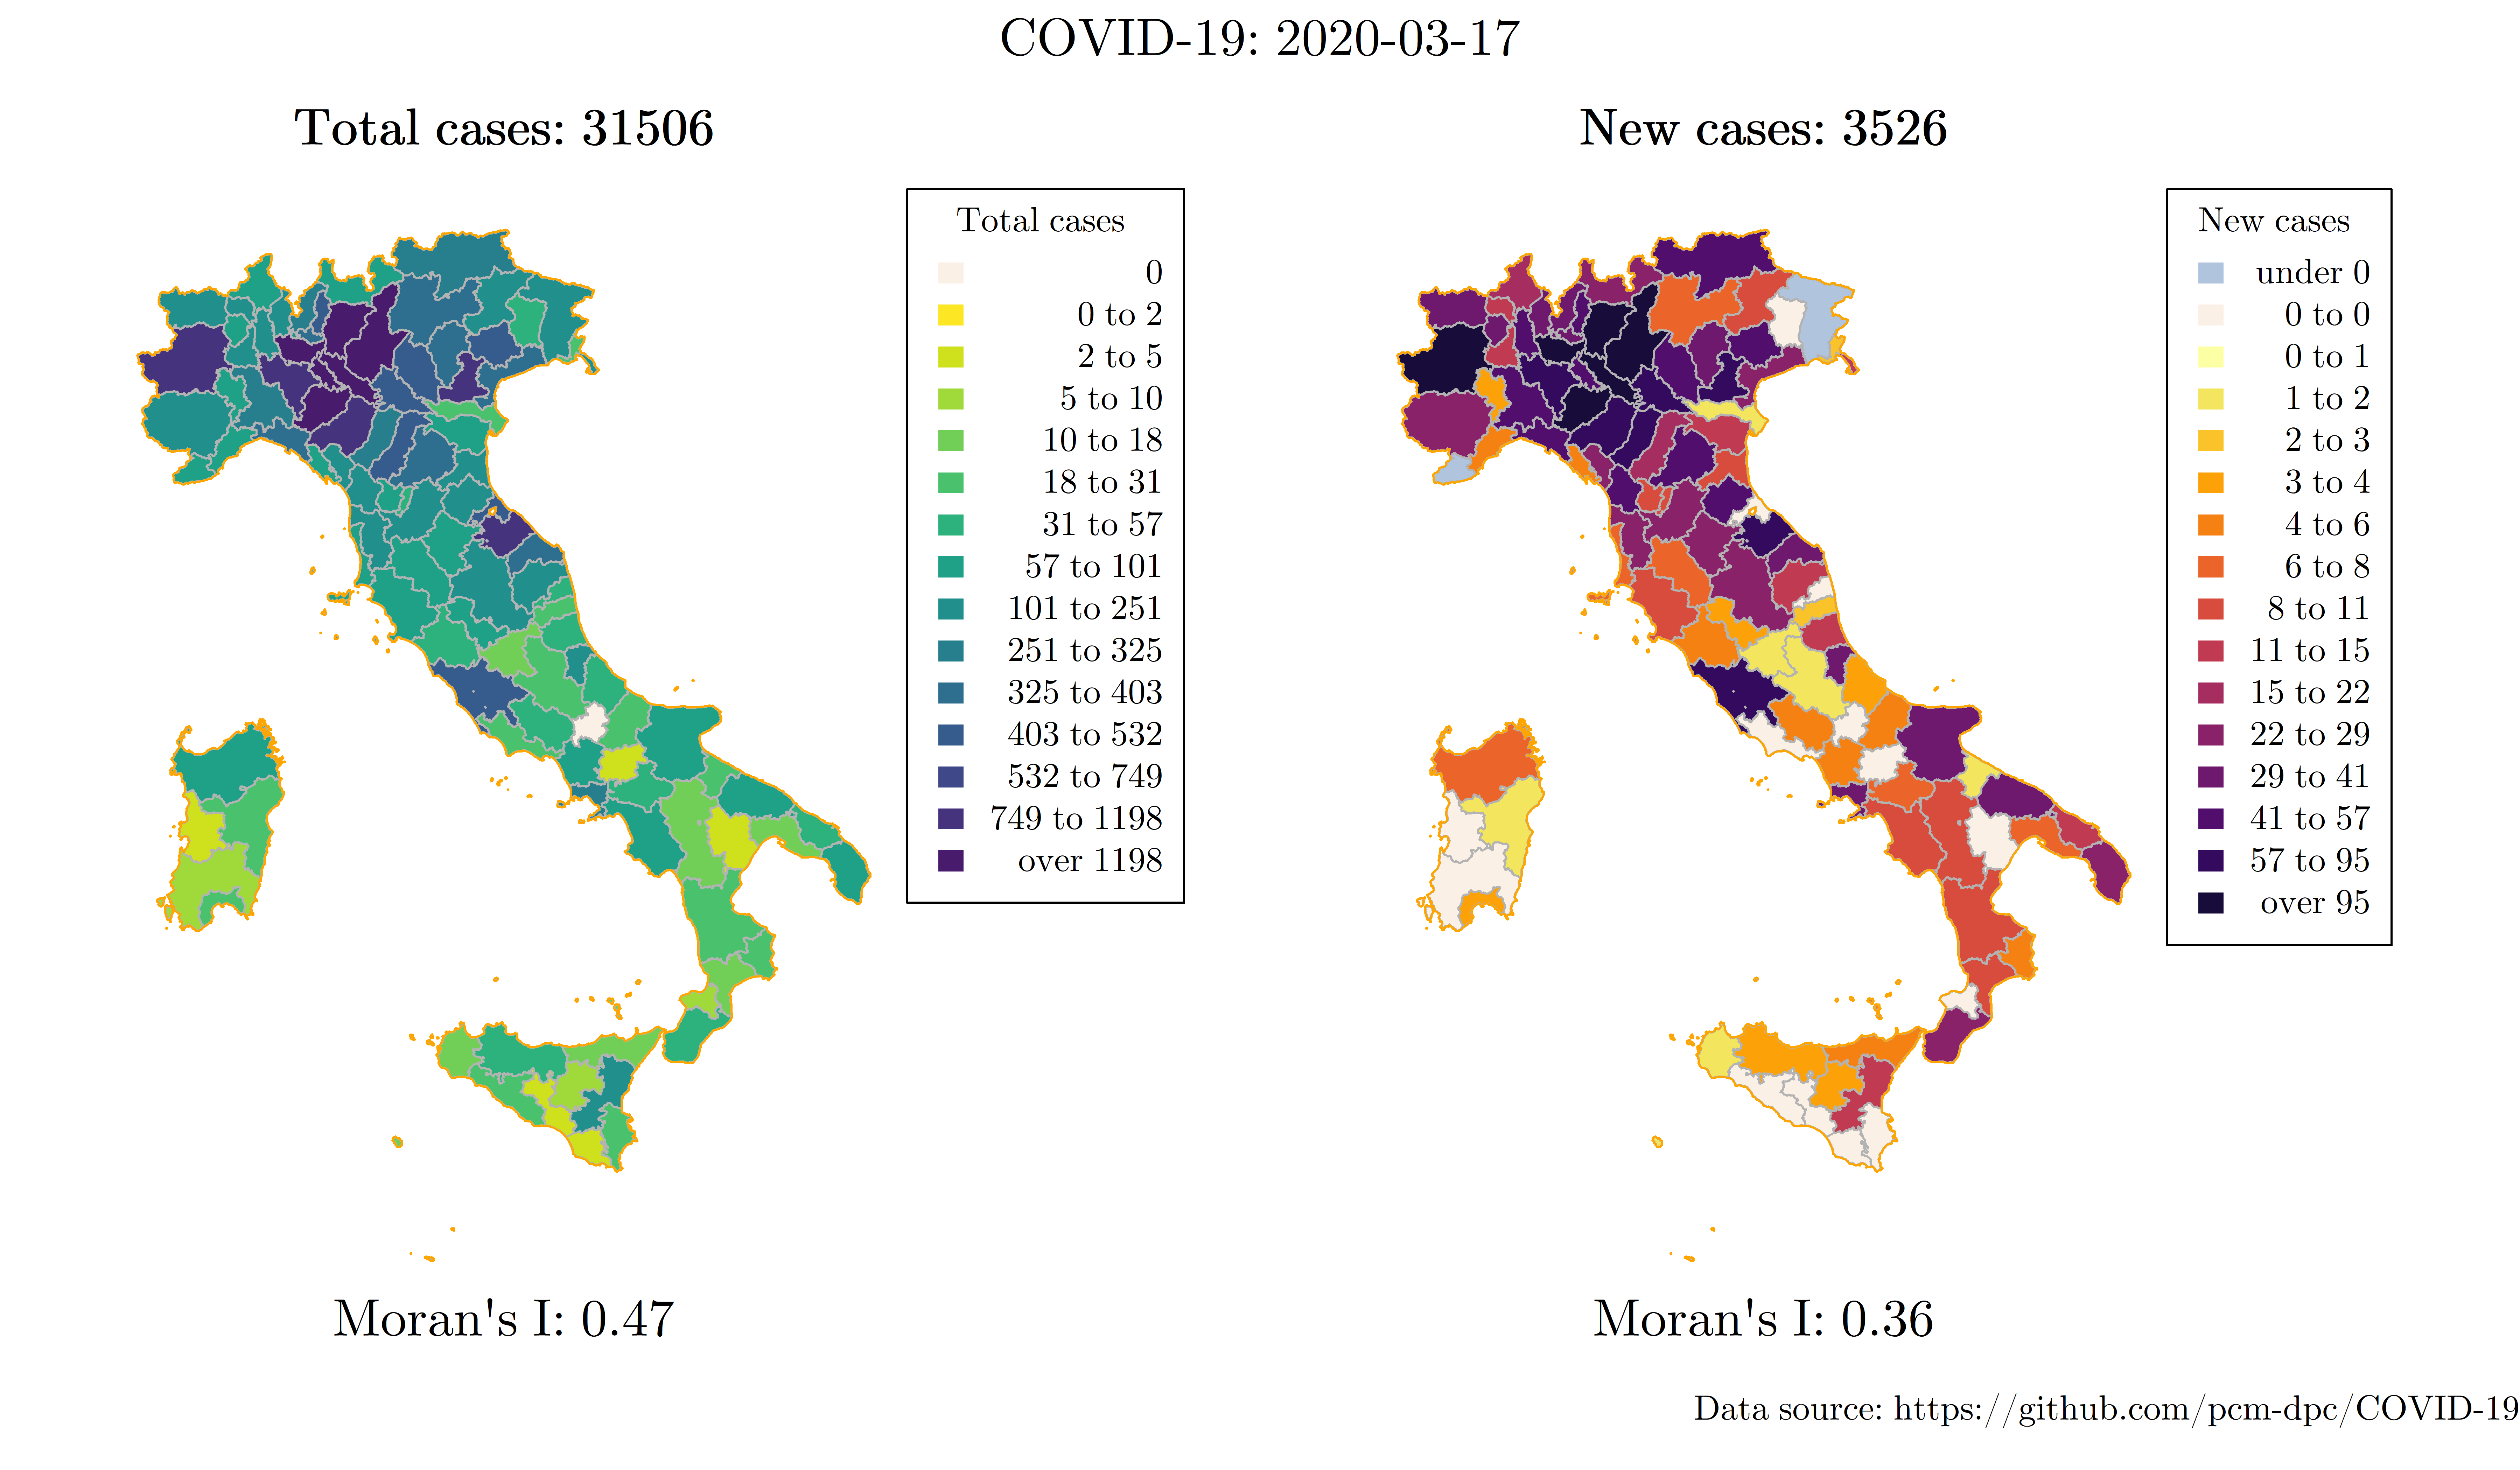 COVID-19: 2020-03-17
Total cases: 31506
Total cases
0
0 to 2
2 to 5
5 to 10
10 to 18
18 to 31
31 to 57
57 to 101
101 to 251
251 to 325
325 to 403
403 to 532
532 to 749
749 to 1198
over 1198
Moran's I: 0.47
New cases: 3526
New cases
under 0
0 to 0
0 to 1
1 to 2
2 to 3
3 to 4
4 to 6
6 to 8
8 to 11
11 to 15
15 to 22
22 to 29
29 to 41
41 to 57
57 to 95
over 95
Moran's I: 0.36
Data source: https://github.com/pcm-dpc/COVID-19